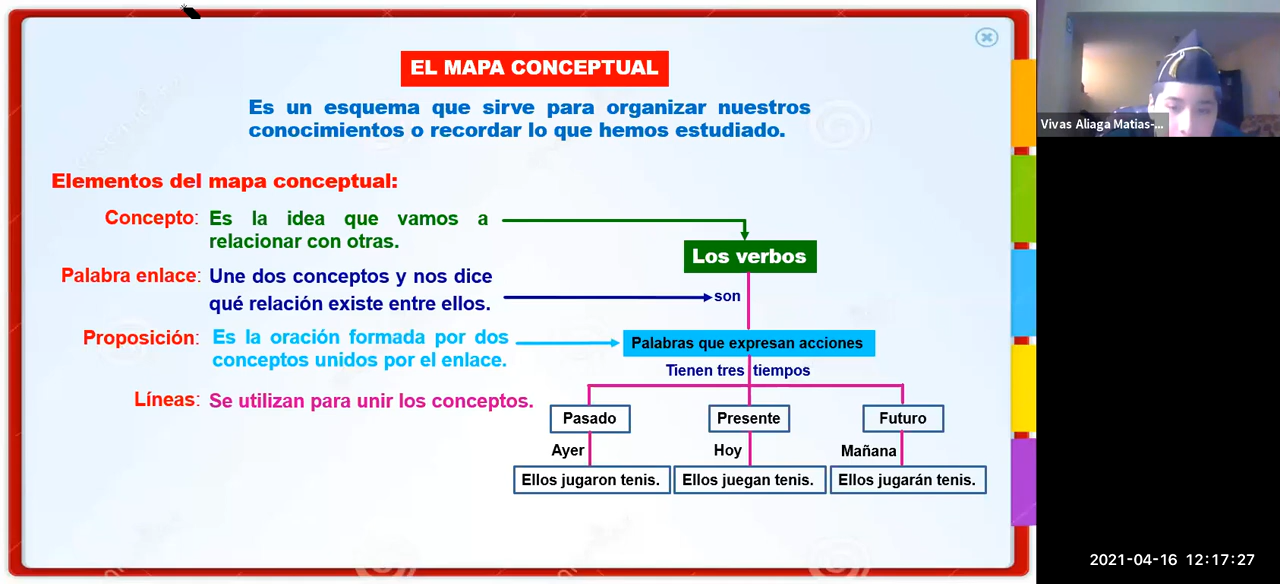 EL MAPA CONCEPTUAL
Es un esquema que sirve para organizar nuestros
conocimientos o recordar lo que hemos estudiado.
Elementos del mapa conceptual:
Concepto: Es la idea que vamos a
relacionar con otras.
Palabra enlace: Une dos conceptos y nos dice
qué relación existe entre ellos.
Proposición: Es la oración formada por dos
conceptos unidos por el enlace.
Líneas: Se utilizan para unir los conceptos.
Los verbos
son
Palabras que expresan acciones
Tienen tres tiempos
Pasado Presente Futuro
Ayer Hoy Mañana
Ellos jugaron tenis. Ellos juegan tenis. Ellos jugarán tenis.
Vivas Aliaga Matias-...
2021-04-16 12:17:27